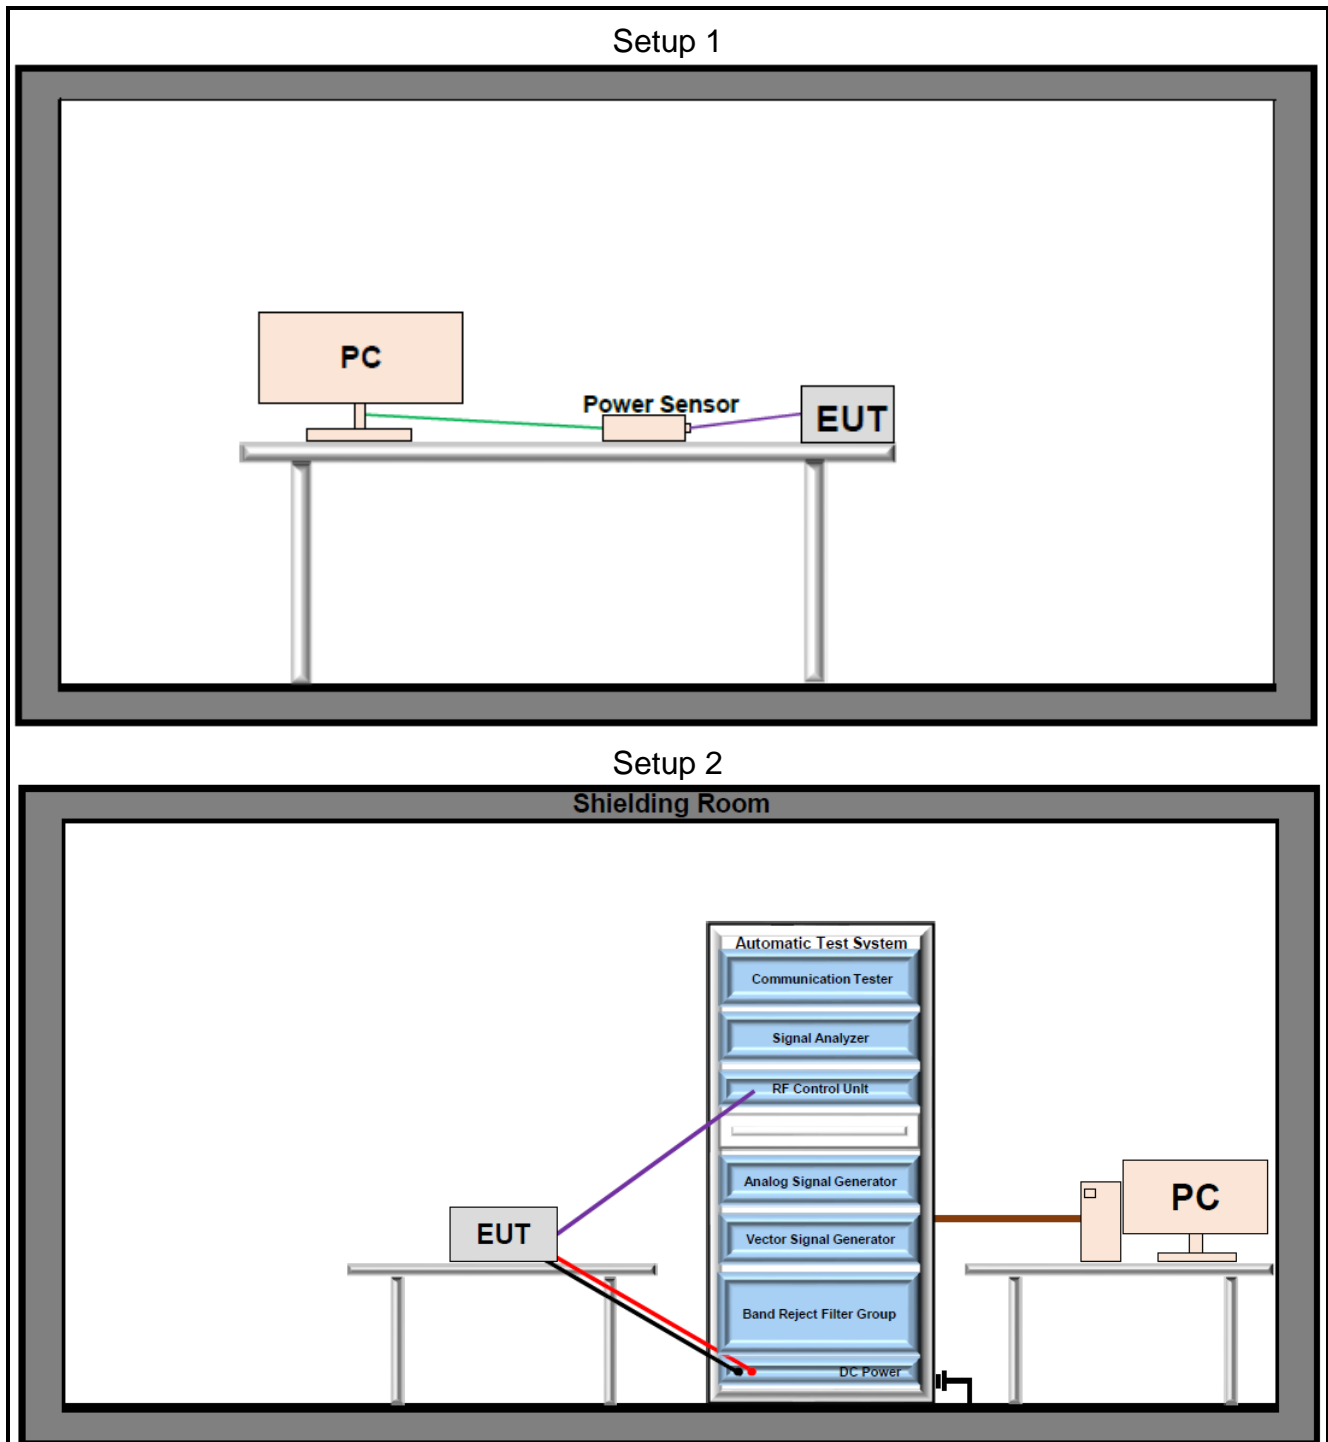 Setup 1
PC
Power Sensor
EUT
Setup 2
Shielding Room
Automatic Test System
Communication Tester
Signal Analyzer
RF Control Unit
Analog Signal Generator
Vector Signal Generator
Band Reject Filter Group
DC Power
EUT
PC